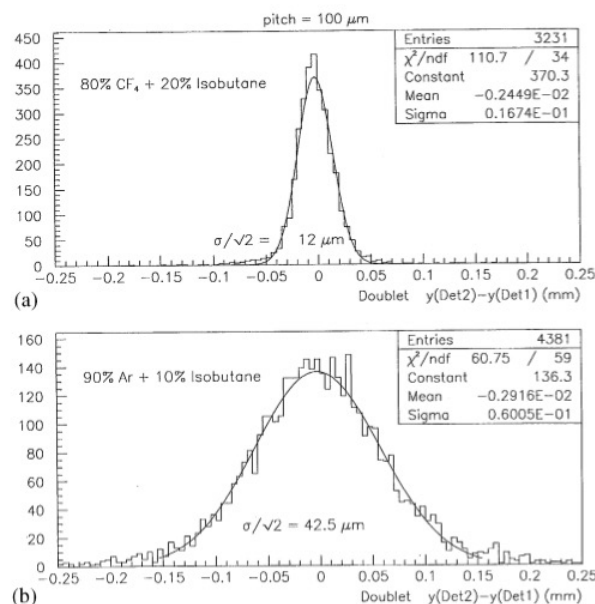 pitch = 100 μm
450
400
350
300
250
200
150
100
50
0
80% CF₄ + 20% Isobutane
Entries 3231
χ²/ndf 110.7 / 34
Constant 370.3
Mean -0.2449E-02
Sigma 0.1674E-01
σ/√2 = 12 μm
-0.25 -0.2 -0.15 -0.1 -0.05 0 0.05 0.1 0.15 0.2 0.25
(a)
Doublet y(Det2)-y(Det1) (mm)
160
140
120
100
80
60
40
20
0
90% Ar + 10% Isobutane
Entries 4381
χ²/ndf 60.75 / 59
Constant 136.3
Mean -0.2916E-02
Sigma 0.6005E-01
σ/√2 = 42.5 μm
-0.25 -0.2 -0.15 -0.1 -0.05 0 0.05 0.1 0.15 0.2 0.25
(b)
Doublet y(Det2)-y(Det1) (mm)